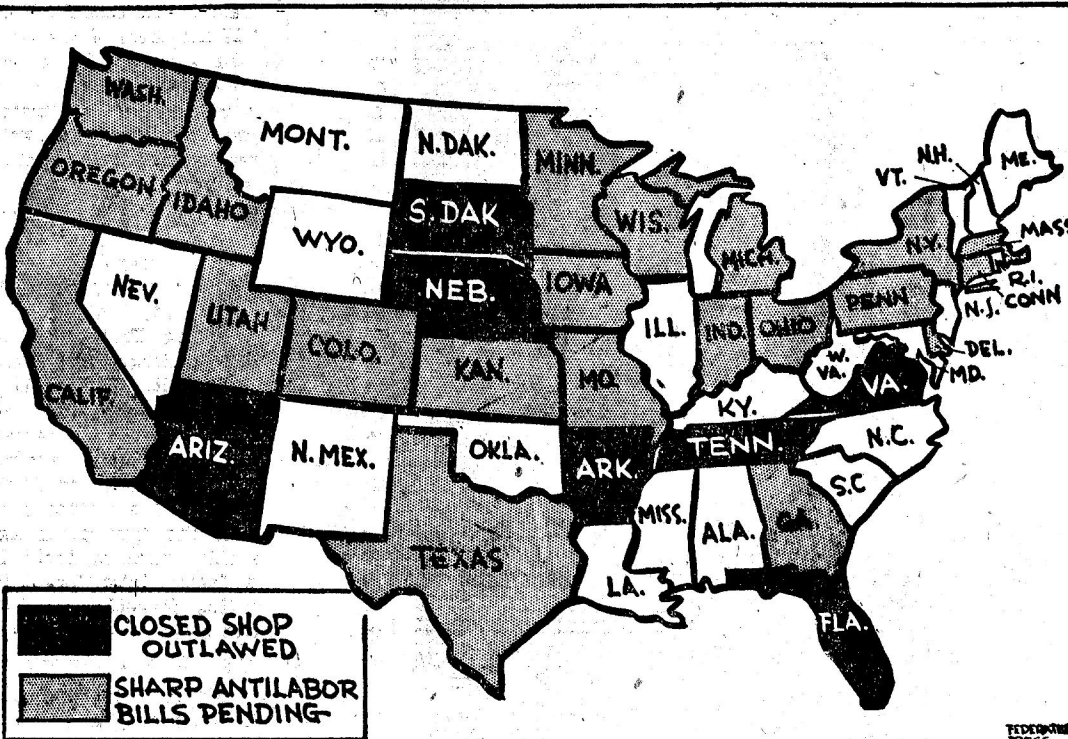 WASH.
MONT.
N.DAK.
MINN.
N.H.
ME.
VT.
OREGON
IDAHO
S.DAK
WIS.
MICH.
N.Y.
MASS
WYO.
NEB.
IOWA
PENN
R.I.
CONN
N.J.
NEV.
UTAH
COLO.
KAN.
MO.
ILL.
IND.
OHIO
W.
VA.
DEL.
MD.
VA.
CALIF.
KY.
ARIZ.
N.MEX.
OKLA.
ARK.
TENN.
N.C.
S.C
TEXAS
MISS.
ALA.
GA.
LA.
FLA.
CLOSED SHOP
OUTLAWED
SHARP ANTILABOR
BILLS PENDING